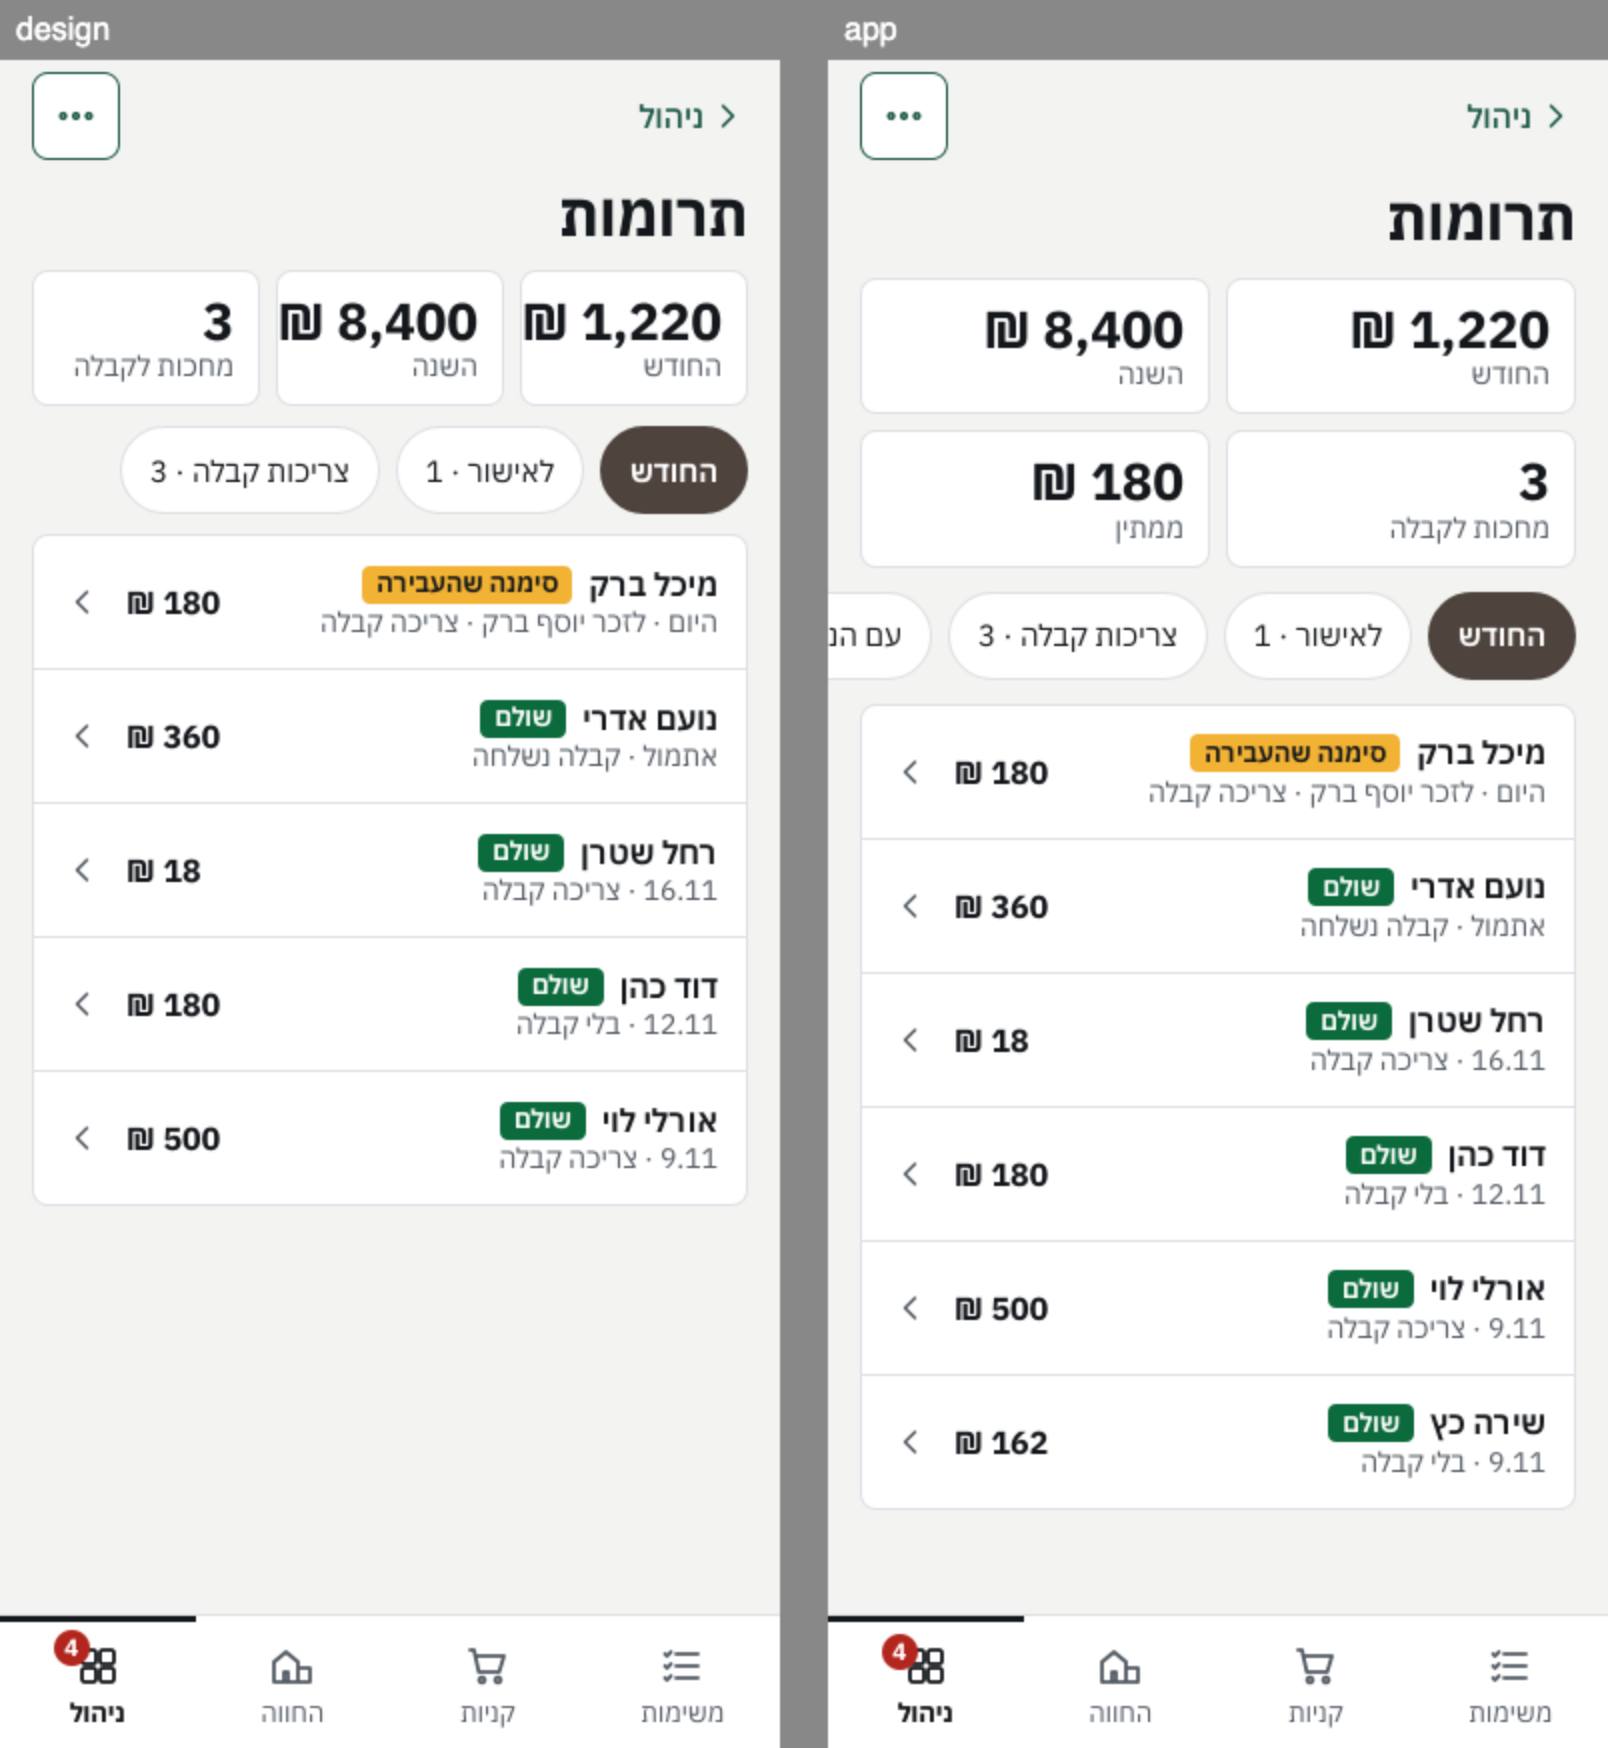 design
ניהול
תרומות
1,220 ₪
החודש
8,400 ₪
השנה
3
מחכות לקבלה
החודש
לאישור · 1
צריכות קבלה · 3
מיכל ברק סימנה שהעבירה
היום · לזכר יוסף ברק · צריכה קבלה
180 ₪
נועם אדרי שולם
אתמול · קבלה נשלחה
360 ₪
רחל שטרן שולם
16.11 · צריכה קבלה
18 ₪
דוד כהן שולם
12.11 · בלי קבלה
180 ₪
אורלי לוי שולם
9.11 · צריכה קבלה
500 ₪
משימות
קניות
החווה
4
ניהול
app
ניהול
תרומות
1,220 ₪
החודש
8,400 ₪
השנה
3
מחכות לקבלה
180 ₪
ממתין
החודש
לאישור · 1
צריכות קבלה · 3
עם
מיכל ברק סימנה שהעבירה
היום · לזכר יוסף ברק · צריכה קבלה
180 ₪
נועם אדרי שולם
אתמול · קבלה נשלחה
360 ₪
רחל שטרן שולם
16.11 · צריכה קבלה
18 ₪
דוד כהן שולם
12.11 · בלי קבלה
180 ₪
אורלי לוי שולם
9.11 · צריכה קבלה
500 ₪
שירה כץ שולם
9.11 · בלי קבלה
162 ₪
משימות
קניות
החווה
4
ניהול